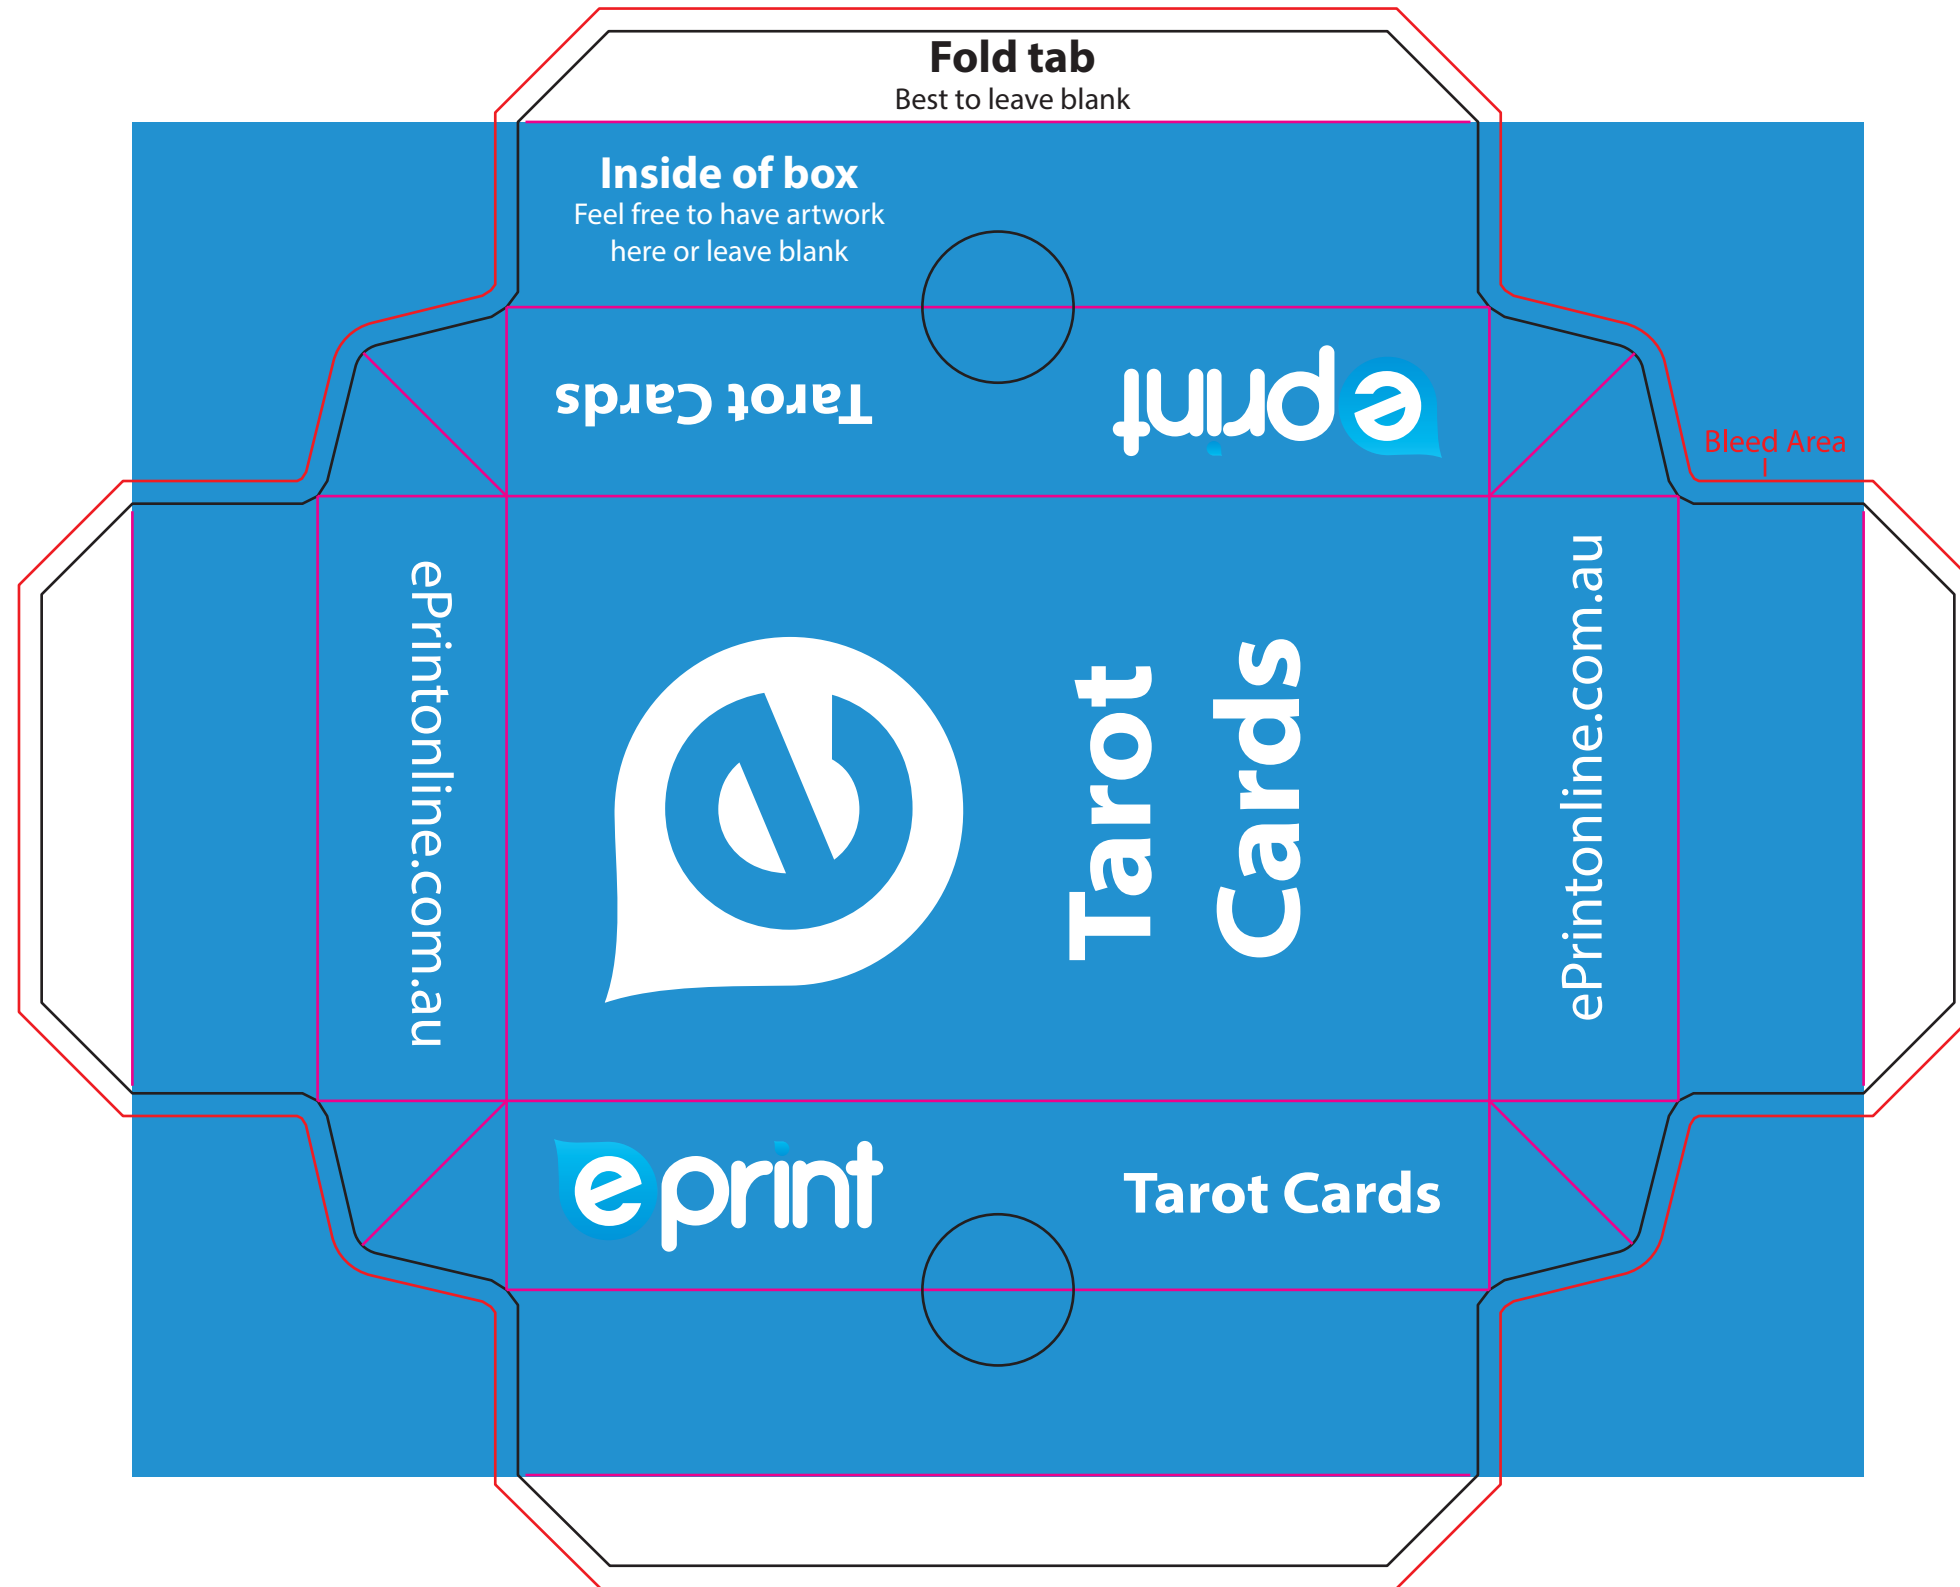 Fold tab
Best to leave blank
Inside of box
Feel free to have artwork
here or leave blank
Tarot Cards
eprint
Bleed Area
ePrintonline.com.au
e
Tarot
Cards
ePrintonline.com.au
eprint
Tarot Cards